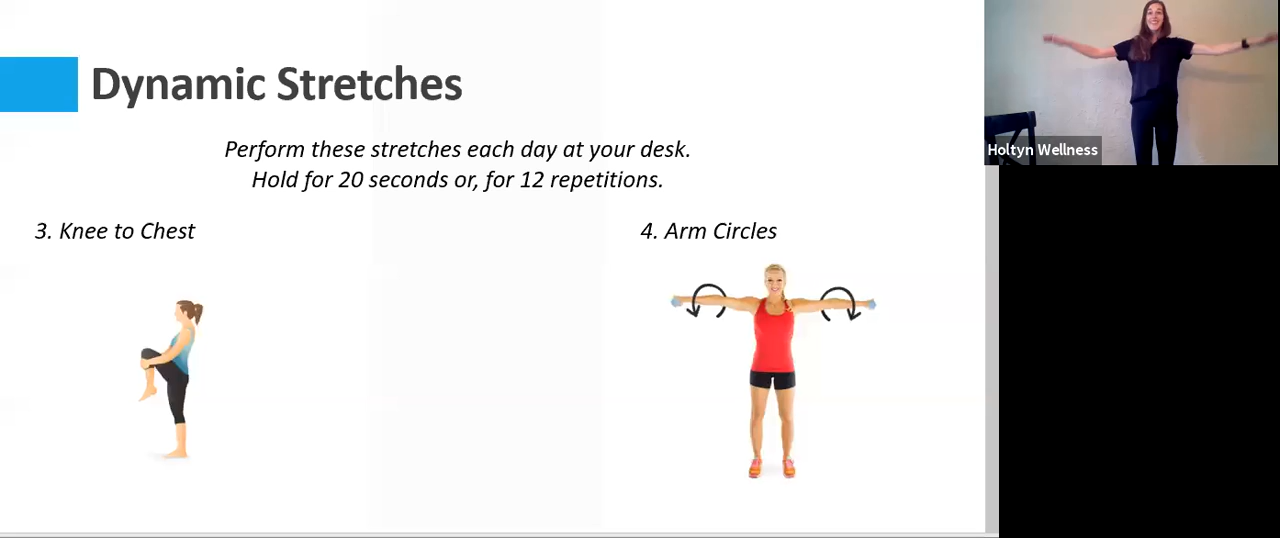 Dynamic Stretches
Perform these stretches each day at your desk.
Hold for 20 seconds or, for 12 repetitions.
3. Knee to Chest
4. Arm Circles
Holtyn Wellness